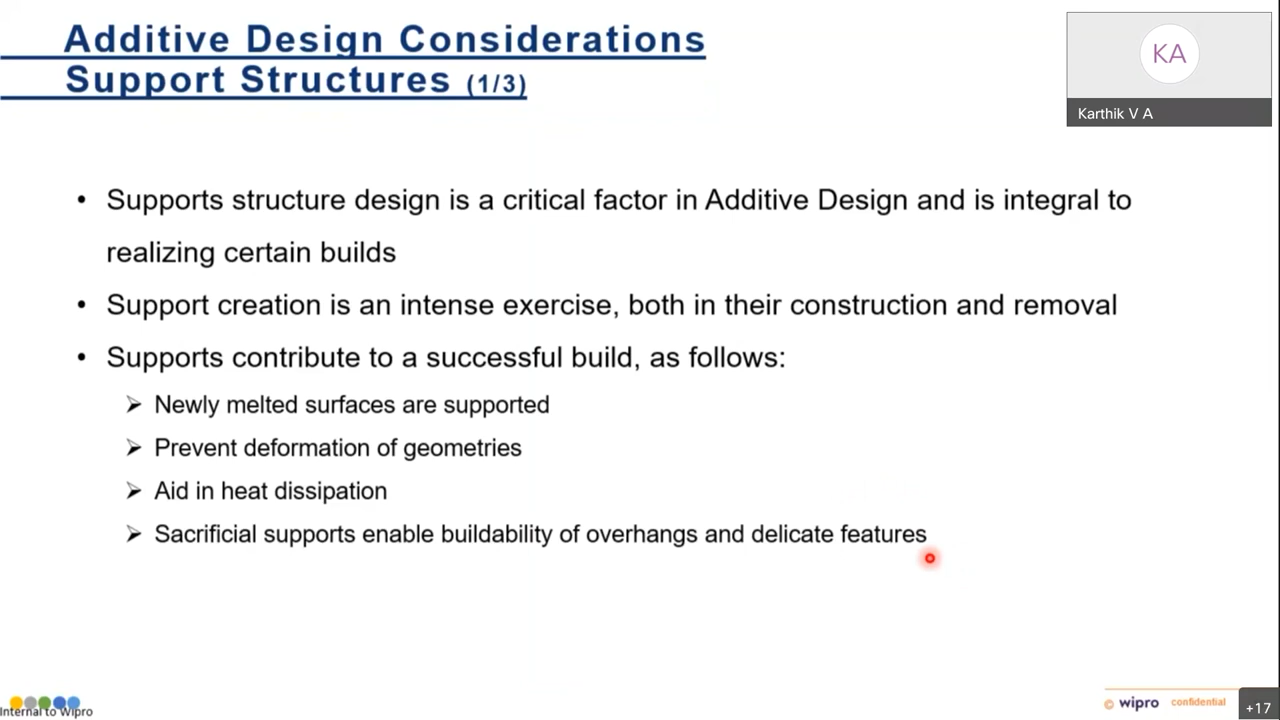 Additive Design Considerations
Support Structures (1/3)
KA
Karthik V A
• Supports structure design is a critical factor in Additive Design and is integral to
realizing certain builds
• Support creation is an intense exercise, both in their construction and removal
• Supports contribute to a successful build, as follows:
➢ Newly melted surfaces are supported
➢ Prevent deformation of geometries
➢ Aid in heat dissipation
➢ Sacrificial supports enable buildability of overhangs and delicate features
Internal to Wipro
© wipro confidential
+17